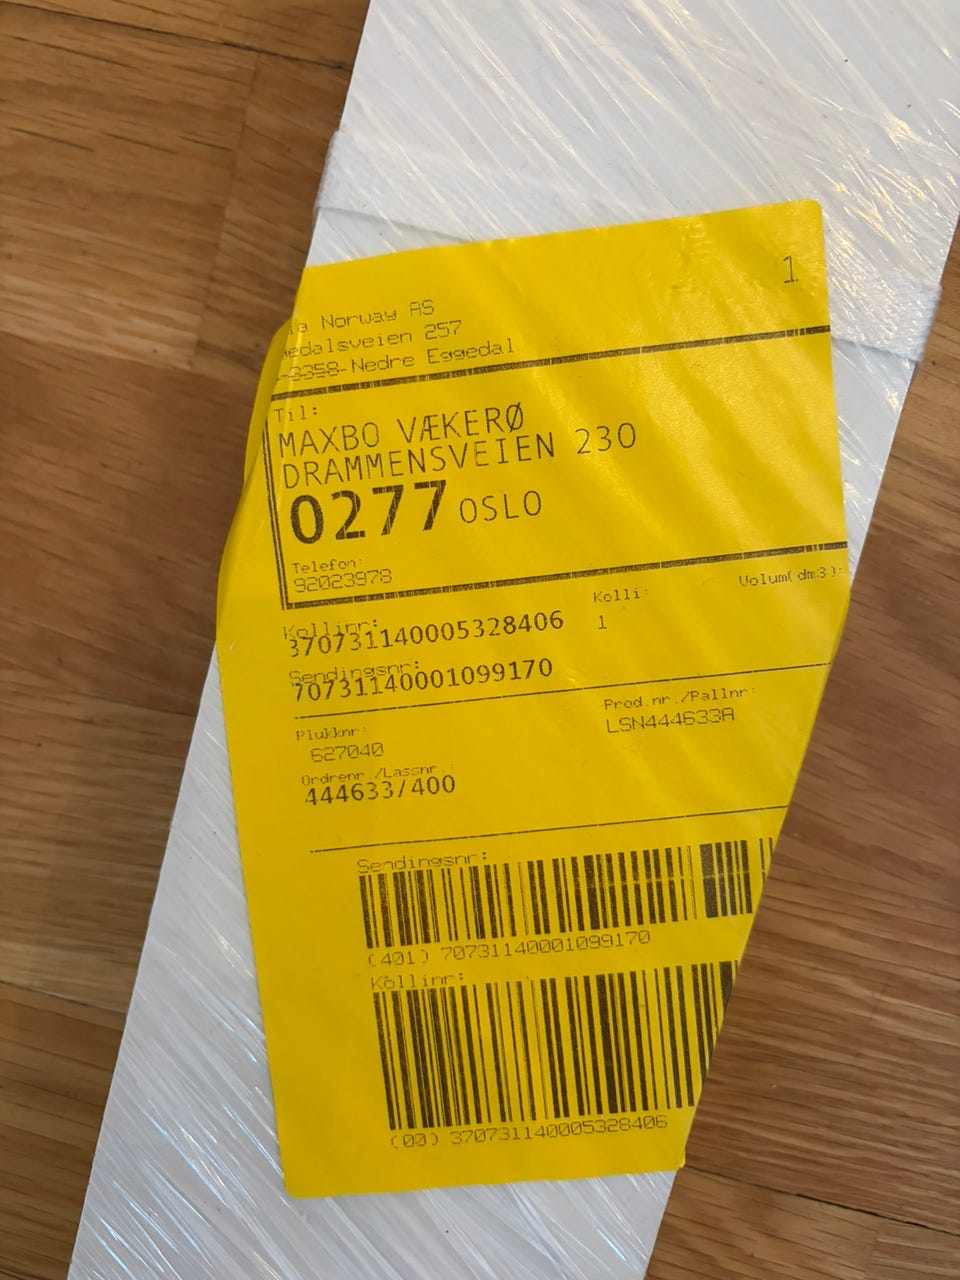 1
Norway AS
257
3358 Nedre Eggedal
Til:
MAXBO VÆKERØ
DRAMMENSVEIEN 230
0277 OSLO
Telefon:
92023978
Kollinr:
370731140005328406
Kolli:
1
Volum(dm3):
Sendingsnr:
70731140001099170
Plukknr:
627040
Prod.nr./Pallnr:
LSN444633A
Ordrenr./Lassnr.:
444633/400
Sendingsnr:
(401) 70731140001099170
Kollinr:
(00) 370731140005328406